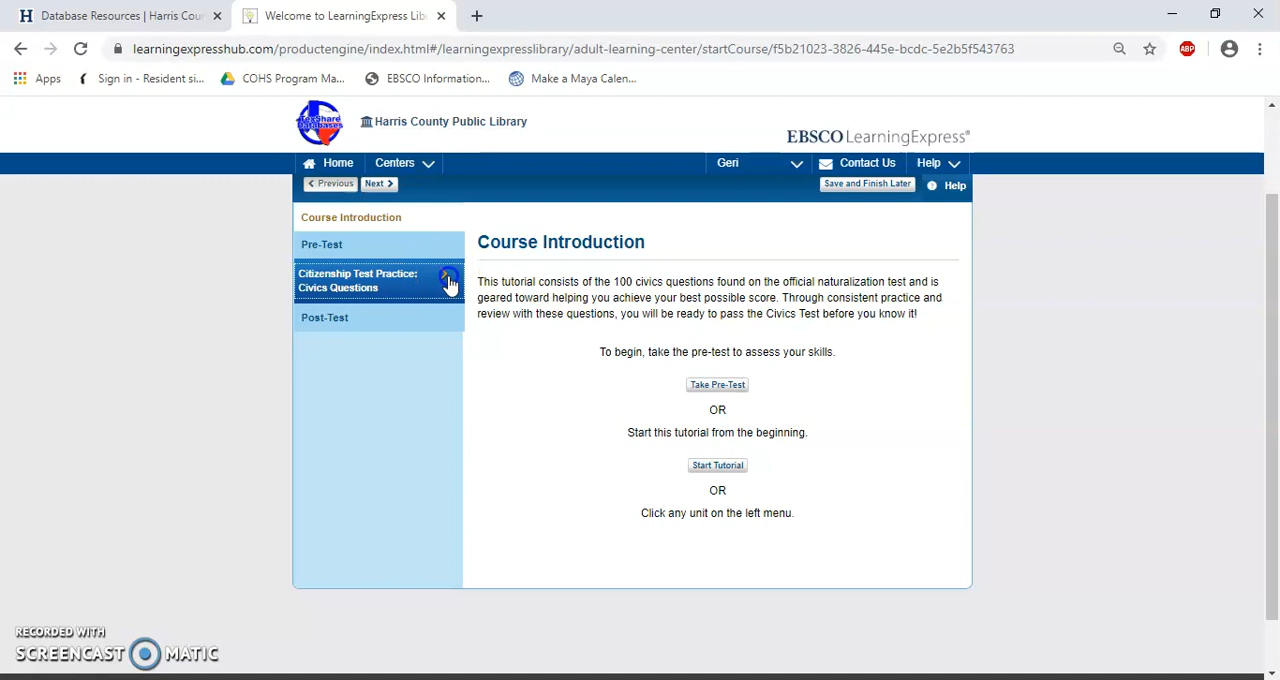 Database Resources | Harris Cou
Welcome to LearningExpress Lib
learningexpresshub.com/productengine/index.html#/learningexpresslibrary/adult-learning-center/startCourse/f5b21023-3826-445e-bcdc-5e2b5f543763
ABP
Apps
Sign in - Resident si...
COHS Program Ma...
EBSCO Information...
Make a Maya Calen...
TexShare
Databases
Harris County Public Library
EBSCO LearningExpress®
Home
Centers
Geri
Contact Us
Help
< Previous
Next >
Save and Finish Later
Help
Course Introduction
Pre-Test
Citizenship Test Practice:
Civics Questions
Post-Test
Course Introduction
This tutorial consists of the 100 civics questions found on the official naturalization test and is
geared toward helping you achieve your best possible score. Through consistent practice and
review with these questions, you will be ready to pass the Civics Test before you know it!
To begin, take the pre-test to assess your skills.
Take Pre-Test
OR
Start this tutorial from the beginning.
Start Tutorial
OR
Click any unit on the left menu.
RECORDED WITH
SCREENCAST MATIC